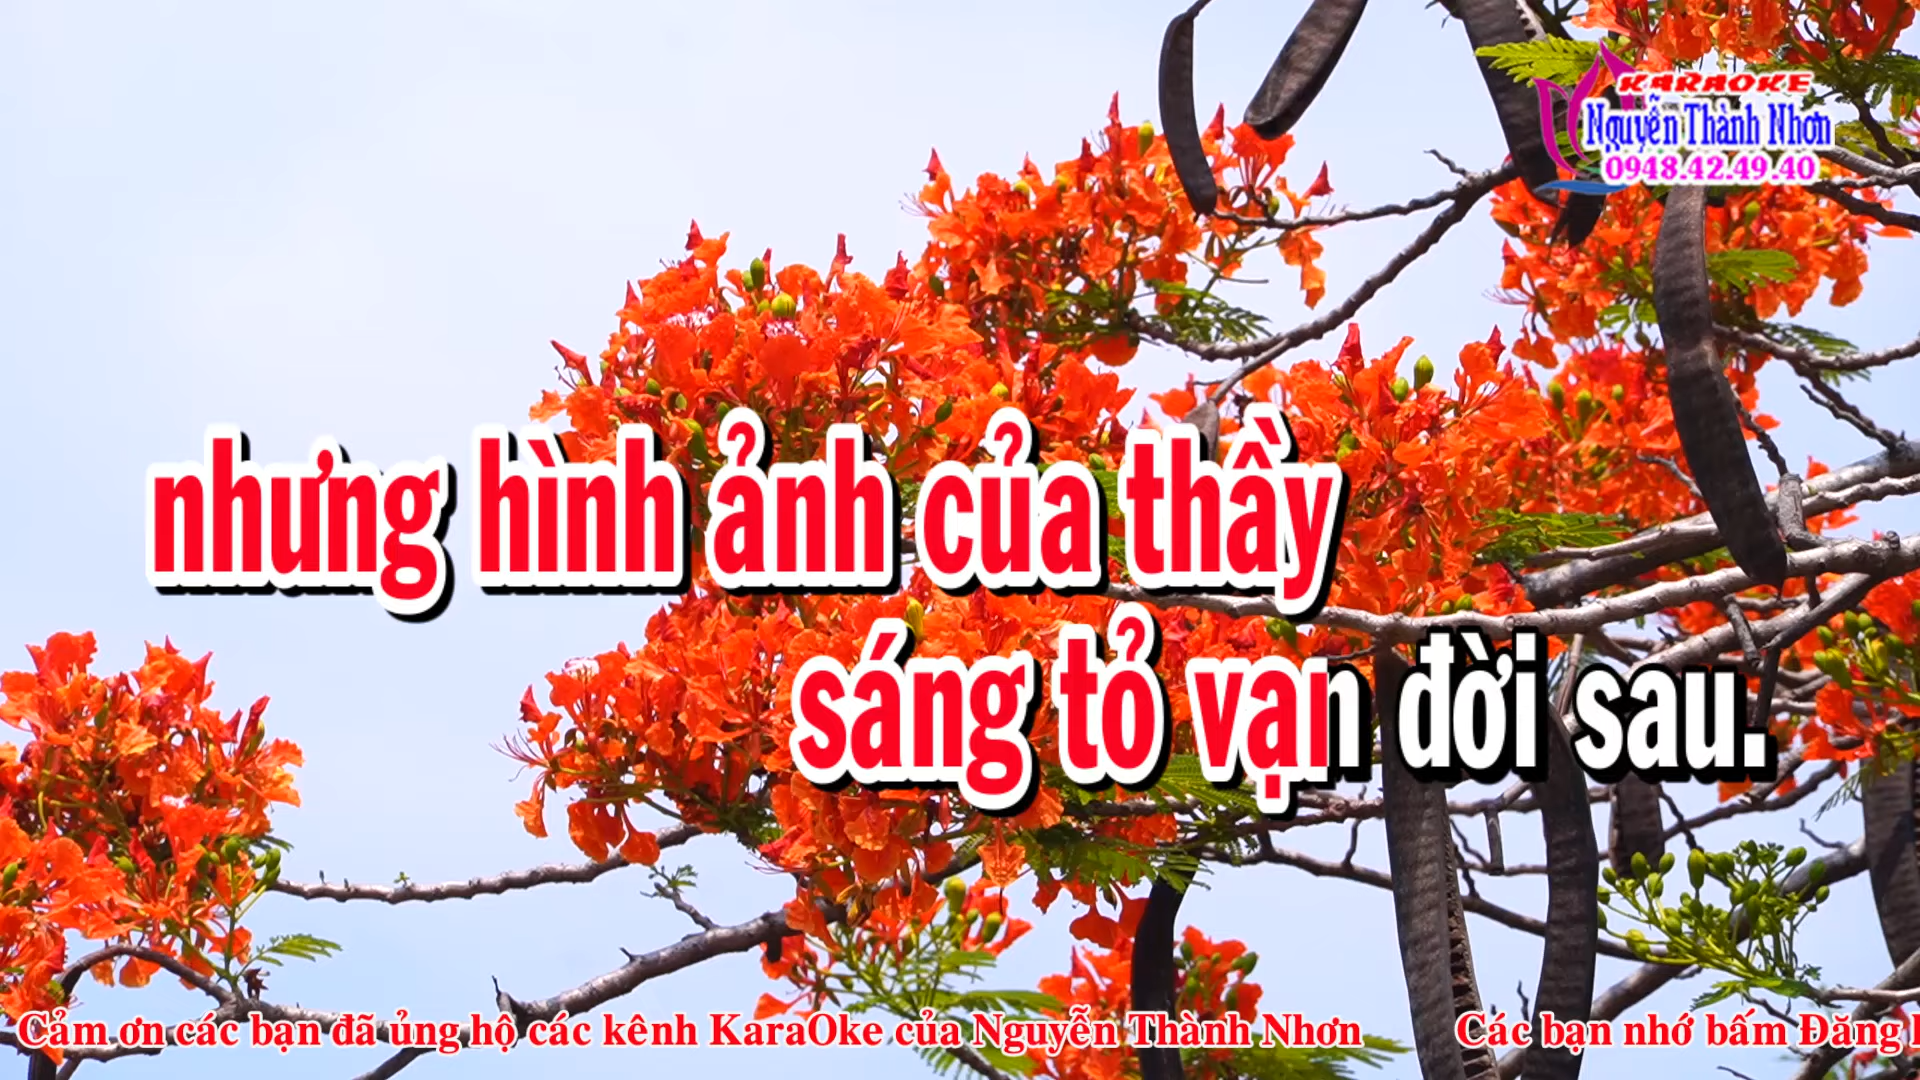 KARAOKE
Nguyễn Thành Nhơn
0948.42.49.40
nhưng hình ảnh của thầy
sáng tỏ vạn đời sau.
Cảm ơn các bạn đã ủng hộ các kênh KaraOke của Nguyễn Thành Nhơn Các bạn nhớ bấm Đăng